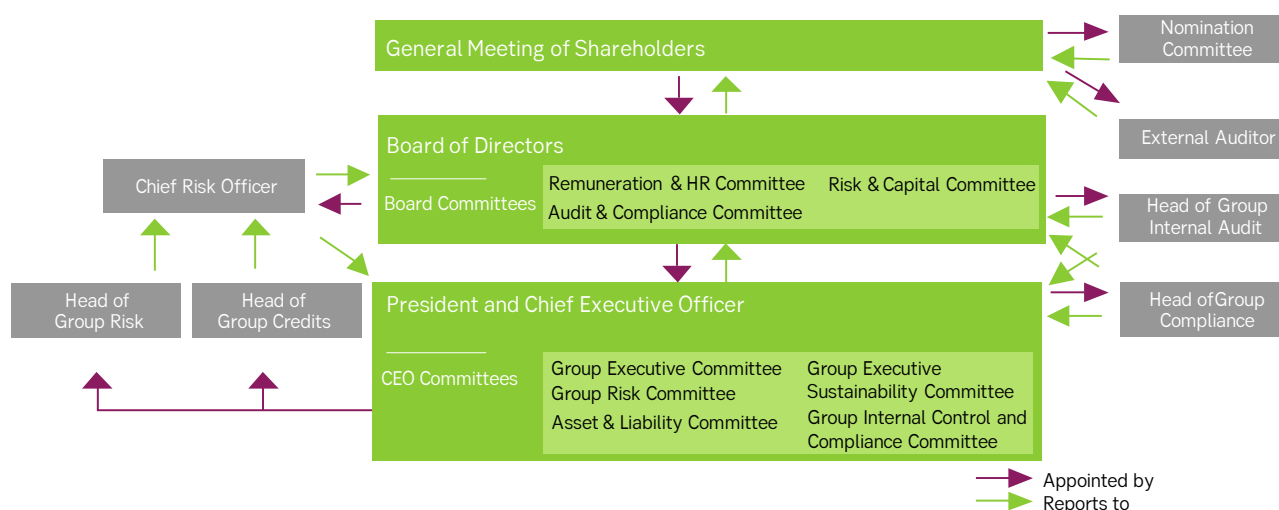 General Meeting of Shareholders
Nomination
Committee
External Auditor
Board of Directors
Board Committees
Remuneration & HR Committee
Risk & Capital Committee
Audit & Compliance Committee
Chief Risk Officer
Head of Group
Internal Audit
Head of
Group Risk
Head of
Group Credits
President and Chief Executive Officer
Head ofGroup
Compliance
CEO Committees
Group Executive Committee
Group Risk Committee
Asset & Liability Committee
Group Executive
Sustainability Committee
Group Internal Control and
Compliance Committee
Appointed by
Reports to